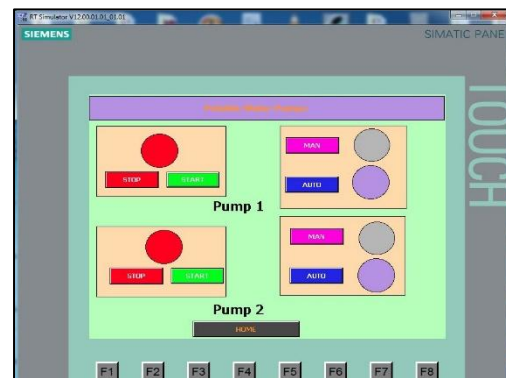 RT Simulator V12.00.01.01_01.01
SIEMENS
SIMATIC PANE
TOUCH
STOP
START
MAN
AUTO
Pump 1
STOP
START
MAN
AUTO
Pump 2
HOME
F1 F2 F3 F4 F5 F6 F7 F8